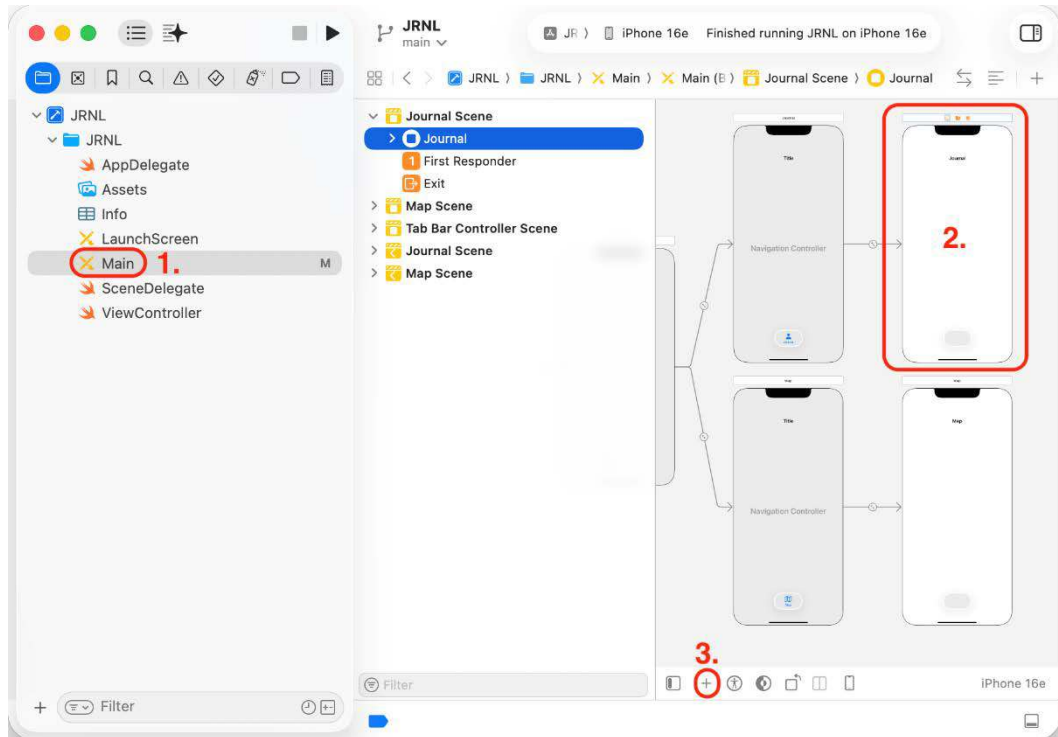 JRNL
main
JR
iPhone 16e
Finished running JRNL on iPhone 16e
JRNL
JRNL
Main
Main (B
Journal Scene
Journal
JRNL
JRNL
AppDelegate
Assets
Info
LaunchScreen
Main
1.
M
SceneDelegate
ViewController
Filter
Journal Scene
Journal
1
First Responder
Exit
Map Scene
Tab Bar Controller Scene
Journal Scene
Map Scene
Filter
Title
Navigation Controller
Journal
2.
Title
Navigation Controller
Map
3.
iPhone 16e